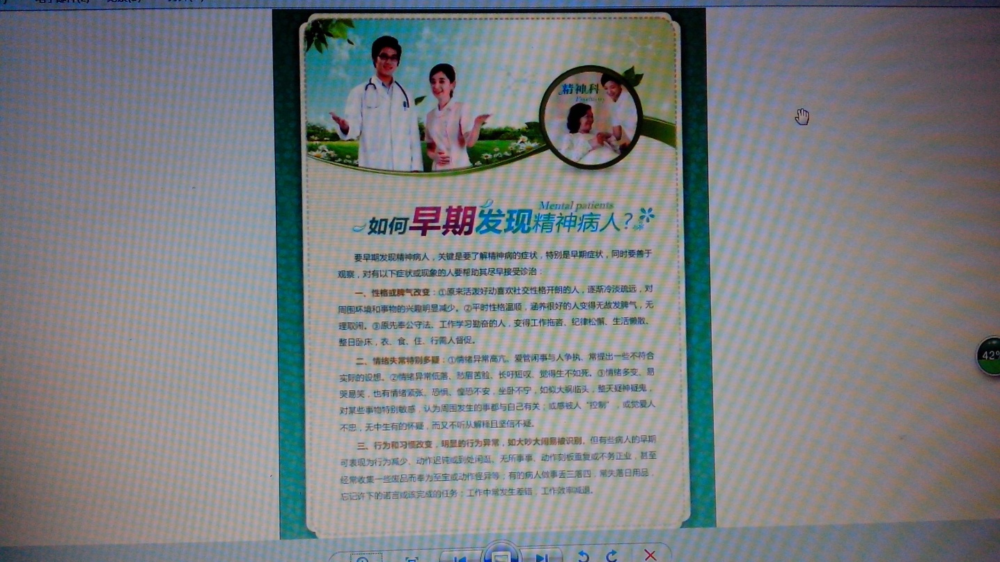 精神科
Psychiatry
Mental patients
如何早期发现精神病人?
要早期发现精神病人，关键是要了解精神病的症状，特别是早期症状，同时要善于
观察，对有以下症状或现象的人要帮助其尽早接受诊治：
一、性格或脾气改变：①原来活泼好动喜欢社交性格开朗的人，逐渐冷淡疏远，对
周围环境和事物的兴趣明显减少。②平时性格温顺，涵养很好的人变得无故发脾气，无
理取闹。③原先奉公守法、工作学习勤奋的人，变得工作拖沓、纪律松懈、生活懒散、
整日卧床，衣、食、住、行需人督促。
二、情绪失常特别多疑：①情绪异常高亢、爱管闲事与人争执、常提出一些不符合
实际的设想。②情绪异常低落、愁眉苦脸、长吁短叹、觉得生不如死。③情绪多变、易
哭易笑，也有情绪紧张、恐惧、惶恐不安，坐卧不宁，如似大祸临头，整天疑神疑鬼，
对某些事物特别敏感，认为周围发生的事都与自己有关；或感被人“控制”，或觉爱人
不忠，无中生有的怀疑，而又不听从解释且坚信不疑。
三、行为和习惯改变，明显的行为异常，如大吵大闹易被识别。但有些病人的早期
可表现为行为减少、动作迟钝或到处闲逛、无所事事、动作刻板重复或不务正业，甚至
经常收集一些废品而奉为至宝或动作怪异等；有的病人做事丢三落四，常失落日用品，
忘记许下的诺言或该完成的任务；工作中常发生差错，工作效率减退。
42%